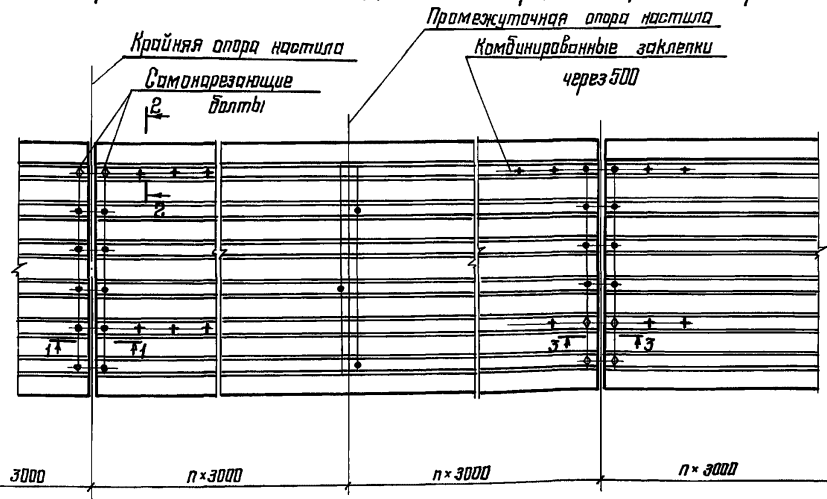 Промежуточная опора настила
Крайняя опора настила
Комбинированные заклепки
через 500
Самонарезающие
болты
2
2
1 1
3 3
3000 n×3000 n×3000 n×3000